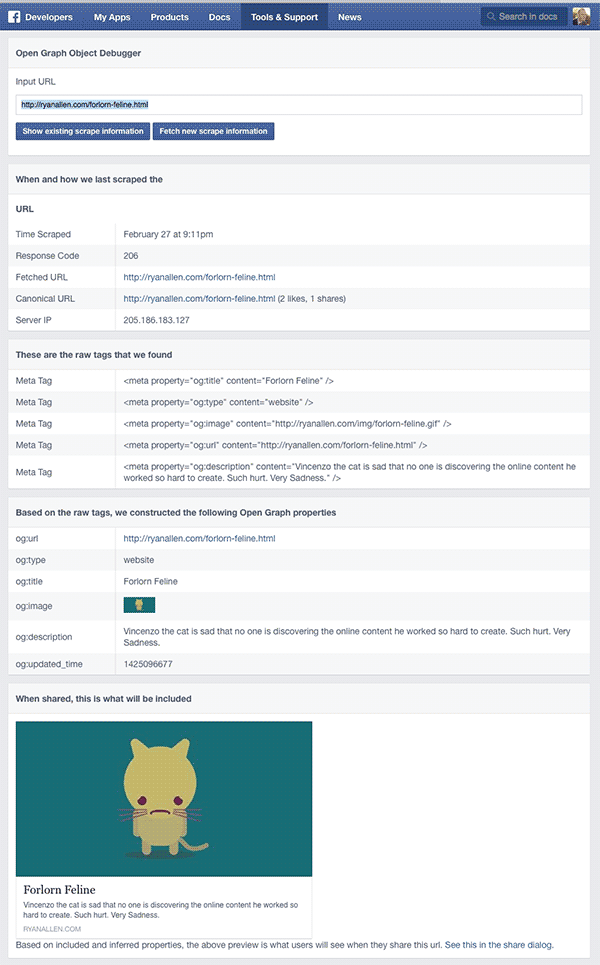 Developers My Apps Products Docs Tools & Support News Search in docs
Open Graph Object Debugger
Input URL
http://ryanallen.com/forlorn-feline.html
Show existing scrape information Fetch new scrape information
When and how we last scraped the
URL
Time Scraped February 27 at 9:11pm
Response Code 206
Fetched URL http://ryanallen.com/forlorn-feline.html
Canonical URL http://ryanallen.com/forlorn-feline.html (2 likes, 1 shares)
Server IP 205.186.183.127
These are the raw tags that we found
Meta Tag <meta property="og:title" content="Forlorn Feline" />
Meta Tag <meta property="og:type" content="website" />
Meta Tag <meta property="og:image" content="http://ryanallen.com/img/forlorn-feline.gif" />
Meta Tag <meta property="og:url" content="http://ryanallen.com/forlorn-feline.html" />
Meta Tag <meta property="og:description" content="Vincenzo the cat is sad that no one is discovering the online content he
worked so hard to create. Such hurt. Very Sadness." />
Based on the raw tags, we constructed the following Open Graph properties
og:url http://ryanallen.com/forlorn-feline.html
og:type website
og:title Forlorn Feline
og:image
og:description Vincenzo the cat is sad that no one is discovering the online content he worked so hard to create. Such hurt. Very
Sadness.
og:updated_time 1425096677
When shared, this is what will be included
Forlorn Feline
Vincenzo the cat is sad that no one is discovering the online content he worked so
hard to create. Such hurt. Very Sadness.
RYANALLEN.COM
Based on included and inferred properties, the above preview is what users will see when they share this url. See this in the share dialog.